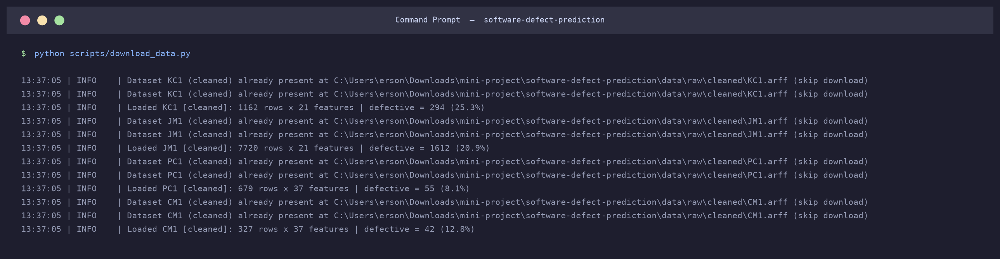 Command Prompt — software-defect-prediction
$ python scripts/download_data.py
13:37:05 | INFO    | Dataset KC1 (cleaned) already present at C:\Users\erson\Downloads\mini-project\software-defect-prediction\data\raw\cleaned\KC1.arff (skip download)
13:37:05 | INFO    | Dataset KC1 (cleaned) already present at C:\Users\erson\Downloads\mini-project\software-defect-prediction\data\raw\cleaned\KC1.arff (skip download)
13:37:05 | INFO    | Loaded KC1 [cleaned]: 1162 rows x 21 features | defective = 294 (25.3%)
13:37:05 | INFO    | Dataset JM1 (cleaned) already present at C:\Users\erson\Downloads\mini-project\software-defect-prediction\data\raw\cleaned\JM1.arff (skip download)
13:37:05 | INFO    | Dataset JM1 (cleaned) already present at C:\Users\erson\Downloads\mini-project\software-defect-prediction\data\raw\cleaned\JM1.arff (skip download)
13:37:05 | INFO    | Loaded JM1 [cleaned]: 7720 rows x 21 features | defective = 1612 (20.9%)
13:37:05 | INFO    | Dataset PC1 (cleaned) already present at C:\Users\erson\Downloads\mini-project\software-defect-prediction\data\raw\cleaned\PC1.arff (skip download)
13:37:05 | INFO    | Dataset PC1 (cleaned) already present at C:\Users\erson\Downloads\mini-project\software-defect-prediction\data\raw\cleaned\PC1.arff (skip download)
13:37:05 | INFO    | Loaded PC1 [cleaned]: 679 rows x 37 features | defective = 55 (8.1%)
13:37:05 | INFO    | Dataset CM1 (cleaned) already present at C:\Users\erson\Downloads\mini-project\software-defect-prediction\data\raw\cleaned\CM1.arff (skip download)
13:37:05 | INFO    | Dataset CM1 (cleaned) already present at C:\Users\erson\Downloads\mini-project\software-defect-prediction\data\raw\cleaned\CM1.arff (skip download)
13:37:05 | INFO    | Loaded CM1 [cleaned]: 327 rows x 37 features | defective = 42 (12.8%)